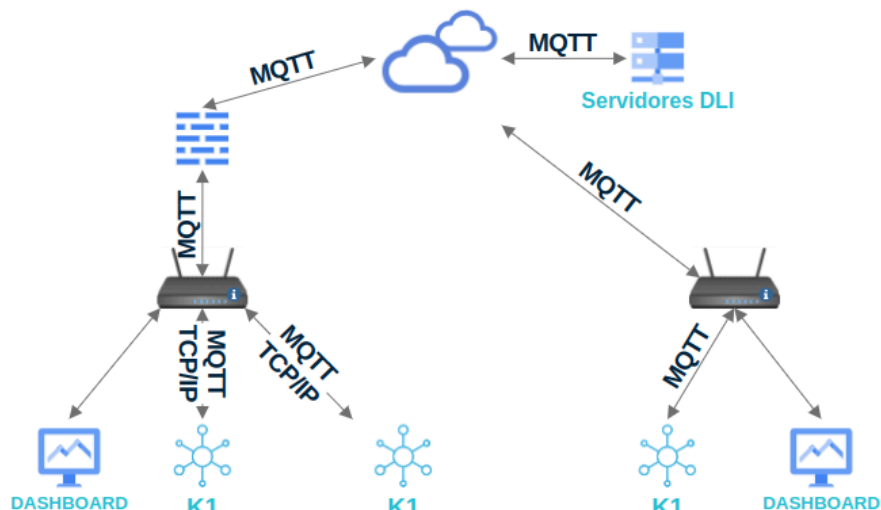 MQTT
MQTT
Servidores DLI
MQTT
MQTT
MQTT
TCP/IP
MQTT
TCP/IP
MQTT
DASHBOARD
K1
K1
K1
DASHBOARD